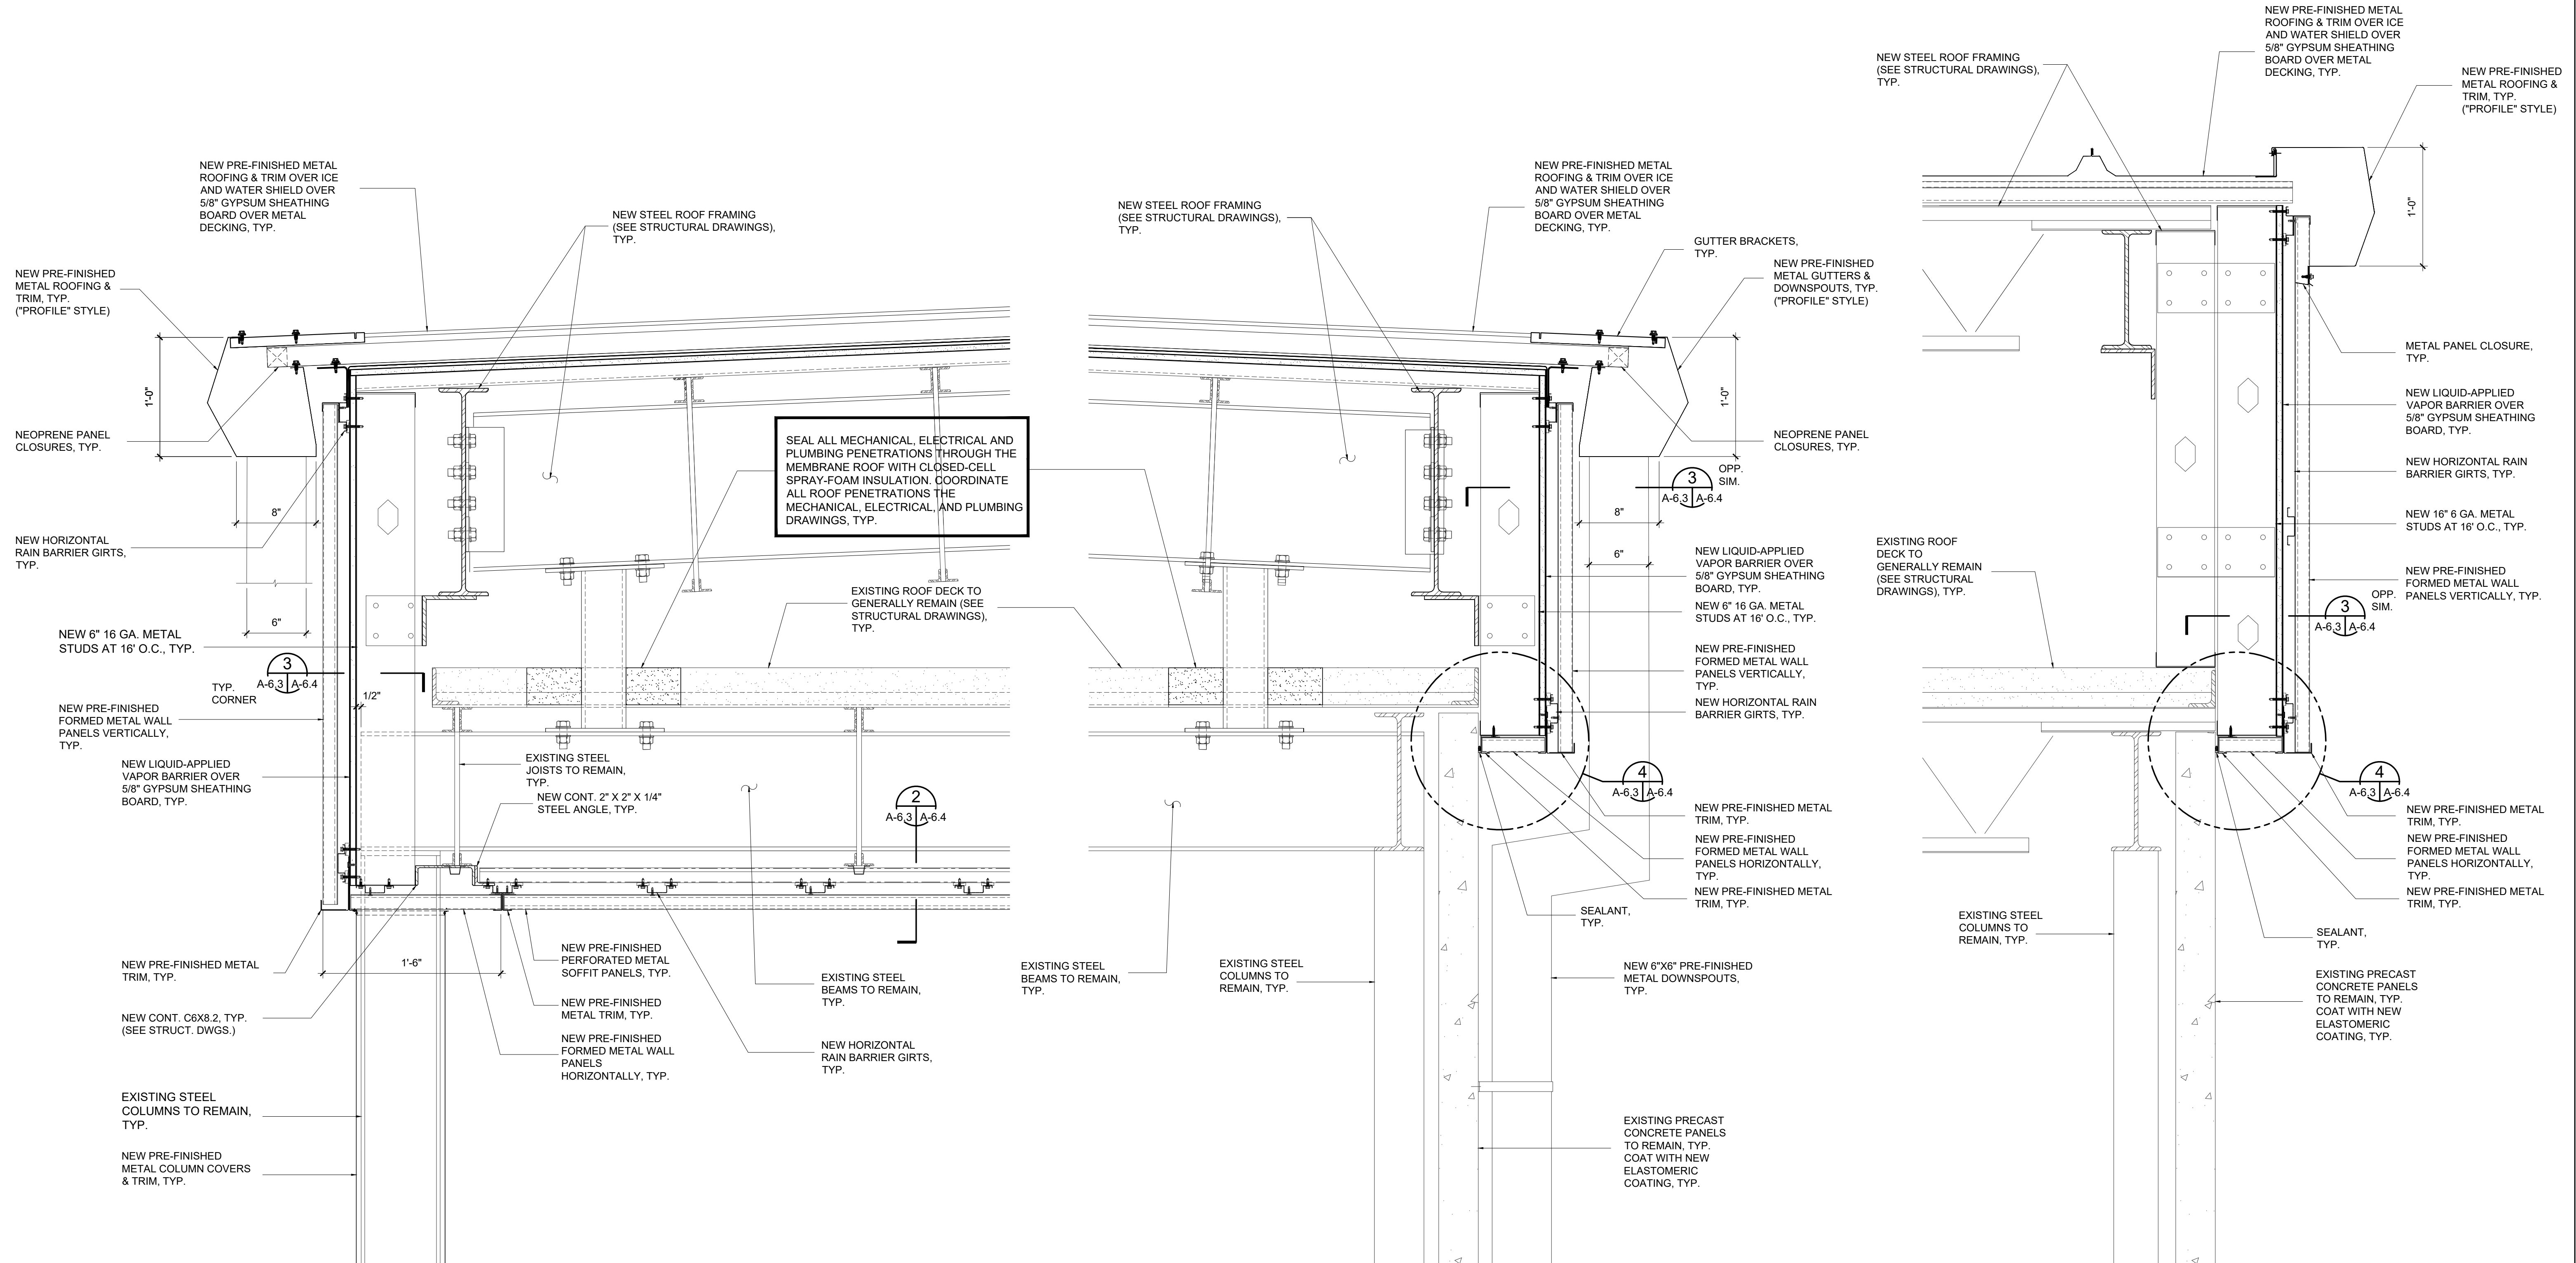 NEW PRE-FINISHED METAL
ROOFING & TRIM OVER ICE
AND WATER SHIELD OVER
5/8" GYPSUM SHEATHING
BOARD OVER METAL
DECKING, TYP.
NEW STEEL ROOF FRAMING
(SEE STRUCTURAL DRAWINGS),
TYP.
NEW PRE-FINISHED
METAL ROOFING &
TRIM, TYP.
("PROFILE" STYLE)
1'-0"
NEOPRENE PANEL
CLOSURES, TYP.
8"
NEW HORIZONTAL
RAIN BARRIER GIRTS,
TYP.
6"
NEW 6" 16 GA. METAL
STUDS AT 16' O.C., TYP.
3
A-6.3
A-6.4
TYP.
CORNER
1/2"
NEW PRE-FINISHED
FORMED METAL WALL
PANELS VERTICALLY,
TYP.
NEW LIQUID-APPLIED
VAPOR BARRIER OVER
5/8" GYPSUM SHEATHING
BOARD, TYP.
EXISTING STEEL
JOISTS TO REMAIN,
TYP.
NEW CONT. 2" X 2" X 1/4"
STEEL ANGLE, TYP.
2
A-6.3
A-6.4
NEW PRE-FINISHED METAL
TRIM, TYP.
1'-6"
NEW CONT. C6X8.2, TYP.
(SEE STRUCT. DWGS.)
NEW PRE-FINISHED
PERFORATED METAL
SOFFIT PANELS, TYP.
NEW PRE-FINISHED
METAL TRIM, TYP.
NEW PRE-FINISHED
FORMED METAL WALL
PANELS
HORIZONTALLY, TYP.
EXISTING STEEL
BEAMS TO REMAIN,
TYP.
NEW HORIZONTAL
RAIN BARRIER GIRTS,
TYP.
EXISTING STEEL
COLUMNS TO REMAIN,
TYP.
NEW PRE-FINISHED
METAL COLUMN COVERS
& TRIM, TYP.
SEAL ALL MECHANICAL, ELECTRICAL AND
PLUMBING PENETRATIONS THROUGH THE
MEMBRANE ROOF WITH CLOSED-CELL
SPRAY-FOAM INSULATION. COORDINATE
ALL ROOF PENETRATIONS THE
MECHANICAL, ELECTRICAL, AND PLUMBING
DRAWINGS, TYP.
EXISTING ROOF DECK TO
GENERALLY REMAIN (SEE
STRUCTURAL DRAWINGS),
TYP.
NEW STEEL ROOF FRAMING
(SEE STRUCTURAL DRAWINGS),
TYP.
NEW PRE-FINISHED METAL
ROOFING & TRIM OVER ICE
AND WATER SHIELD OVER
5/8" GYPSUM SHEATHING
BOARD OVER METAL
DECKING, TYP.
GUTTER BRACKETS,
TYP.
NEW PRE-FINISHED
METAL GUTTERS &
DOWNSPOUTS, TYP.
("PROFILE" STYLE)
1'-0"
NEOPRENE PANEL
CLOSURES, TYP.
3
OPP.
SIM.
A-6.3
A-6.4
8"
6"
NEW LIQUID-APPLIED
VAPOR BARRIER OVER
5/8" GYPSUM SHEATHING
BOARD, TYP.
NEW 6" 16 GA. METAL
STUDS AT 16' O.C., TYP.
NEW PRE-FINISHED
FORMED METAL WALL
PANELS VERTICALLY,
TYP.
NEW HORIZONTAL RAIN
BARRIER GIRTS, TYP.
4
A-6.3
A-6.4
NEW PRE-FINISHED METAL
TRIM, TYP.
NEW PRE-FINISHED
FORMED METAL WALL
PANELS HORIZONTALLY,
TYP.
NEW PRE-FINISHED METAL
TRIM, TYP.
SEALANT,
TYP.
EXISTING STEEL
BEAMS TO REMAIN,
TYP.
EXISTING STEEL
COLUMNS TO
REMAIN, TYP.
NEW 6"X6" PRE-FINISHED
METAL DOWNSPOUTS,
TYP.
EXISTING PRECAST
CONCRETE PANELS
TO REMAIN, TYP.
COAT WITH NEW
ELASTOMERIC
COATING, TYP.
NEW STEEL ROOF FRAMING
(SEE STRUCTURAL DRAWINGS),
TYP.
NEW PRE-FINISHED METAL
ROOFING & TRIM OVER ICE
AND WATER SHIELD OVER
5/8" GYPSUM SHEATHING
BOARD OVER METAL
DECKING, TYP.
NEW PRE-FINISHED
METAL ROOFING &
TRIM, TYP.
("PROFILE" STYLE)
1'-0"
METAL PANEL CLOSURE,
TYP.
NEW LIQUID-APPLIED
VAPOR BARRIER OVER
5/8" GYPSUM SHEATHING
BOARD, TYP.
NEW HORIZONTAL RAIN
BARRIER GIRTS, TYP.
NEW 16" 6 GA. METAL
STUDS AT 16' O.C., TYP.
EXISTING ROOF
DECK TO
GENERALLY REMAIN
(SEE STRUCTURAL
DRAWINGS), TYP.
NEW PRE-FINISHED
FORMED METAL WALL
PANELS VERTICALLY, TYP.
3
OPP.
SIM.
A-6.3
A-6.4
4
A-6.3
A-6.4
NEW PRE-FINISHED METAL
TRIM, TYP.
NEW PRE-FINISHED
FORMED METAL WALL
PANELS HORIZONTALLY,
TYP.
NEW PRE-FINISHED METAL
TRIM, TYP.
EXISTING STEEL
COLUMNS TO
REMAIN, TYP.
SEALANT,
TYP.
EXISTING PRECAST
CONCRETE PANELS
TO REMAIN, TYP.
COAT WITH NEW
ELASTOMERIC
COATING, TYP.